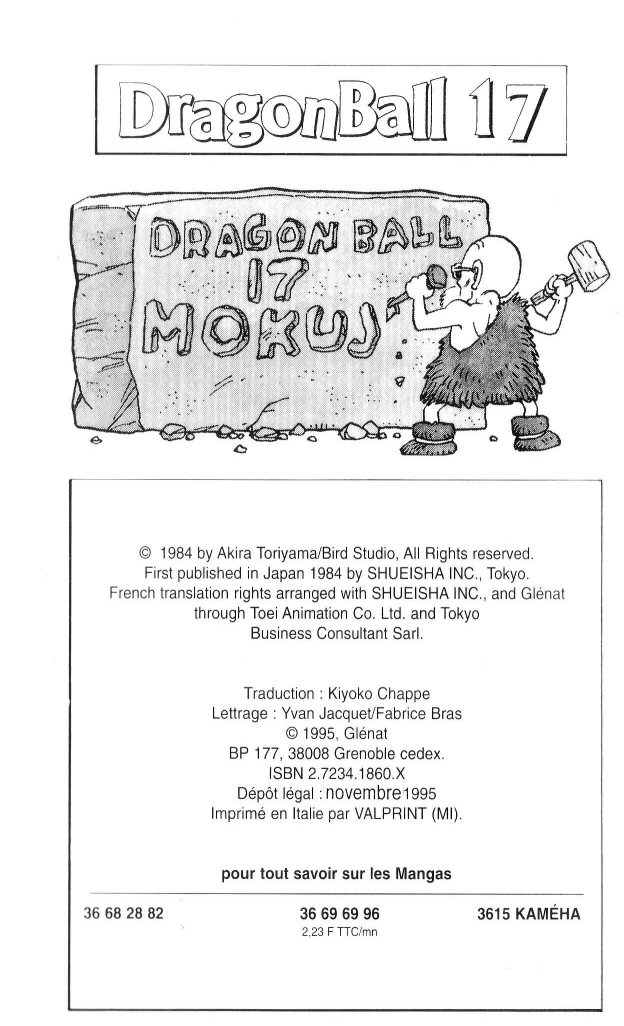 DragonBall 17
DRAGON BALL
17
MOKUJ
© 1984 by Akira Toriyama/Bird Studio, All Rights reserved.
First published in Japan 1984 by SHUEISHA INC., Tokyo.
French translation rights arranged with SHUEISHA INC., and Glénat
through Toei Animation Co. Ltd. and Tokyo
Business Consultant Sarl.
Traduction : Kiyoko Chappe
Lettrage : Yvan Jacquet/Fabrice Bras
© 1995, Glénat
BP 177, 38008 Grenoble cedex.
ISBN 2.7234.1860.X
Dépôt légal : novembre 1995
Imprimé en Italie par VALPRINT (MI).
pour tout savoir sur les Mangas
36 68 28 82 36 69 69 96 3615 KAMÉHA
2,23 F TTC/mn